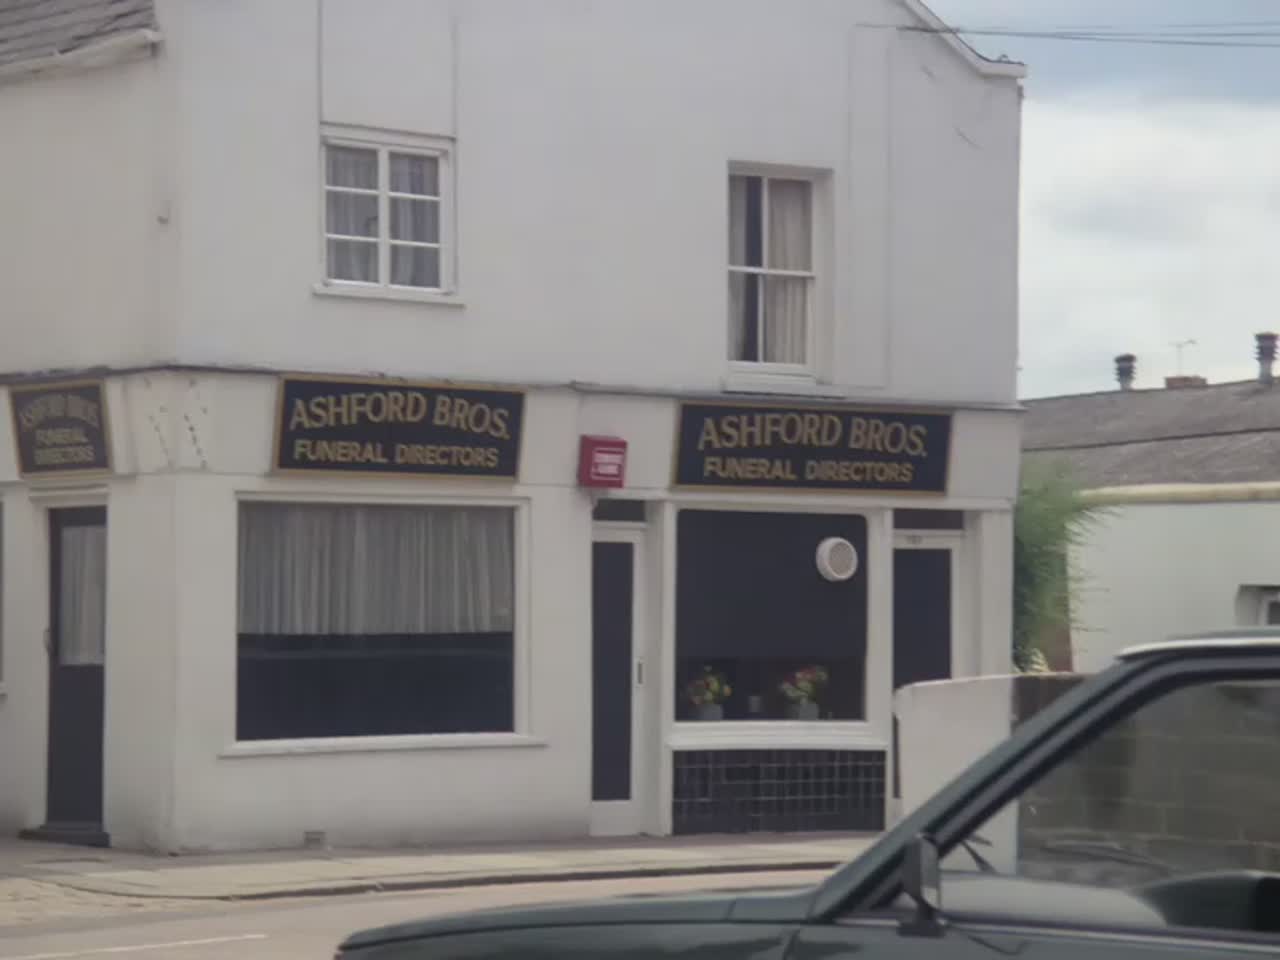 ASHFORD BROS.
FUNERAL
DIRECTORS
ASHFORD BROS.
FUNERAL DIRECTORS
ASHFORD BROS.
FUNERAL DIRECTORS